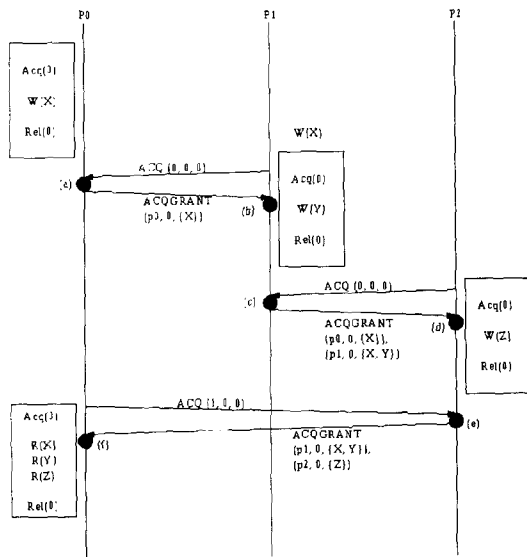 P0 P1 P2
Acq(0)
W(X)
Rel(0)
W(X)
ACQ (0, 0, 0)
(a)
Acq(0)
ACQGRANT
(p0, 0, {X})
(b)
W(Y)
Rel(0)
ACQ (0, 0, 0)
(c)
Acq(0)
ACQGRANT
(p0, 0, {X}),
(p1, 0, {X, Y})
(d)
W(Z)
Rel(0)
ACQ (1, 0, 0)
Acq(0)
(e)
R(X)
R(Y)
R(Z)
(f)
ACQGRANT
(p1, 0, {X, Y}),
(p2, 0, {Z})
Rel(0)